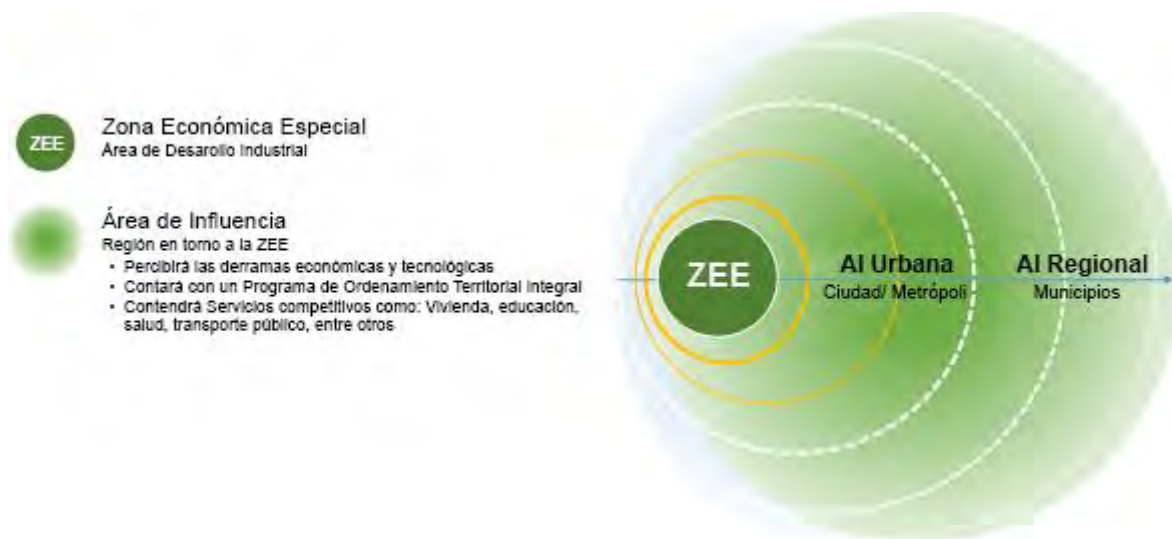 ZEE
Zona Económica Especial
Área de Desarollo Industrial
Área de Influencia
Región en torno a la ZEE
• Percibirá las derramas económicas y tecnológicas
• Contará con un Programa de Ordenamiento Territorial Integral
• Contendrá Servicios competitivos como: Vivienda, educación,
salud, transporte público, entre otros
ZEE
AI Urbana
Ciudad/ Metrópoli
AI Regional
Municipios